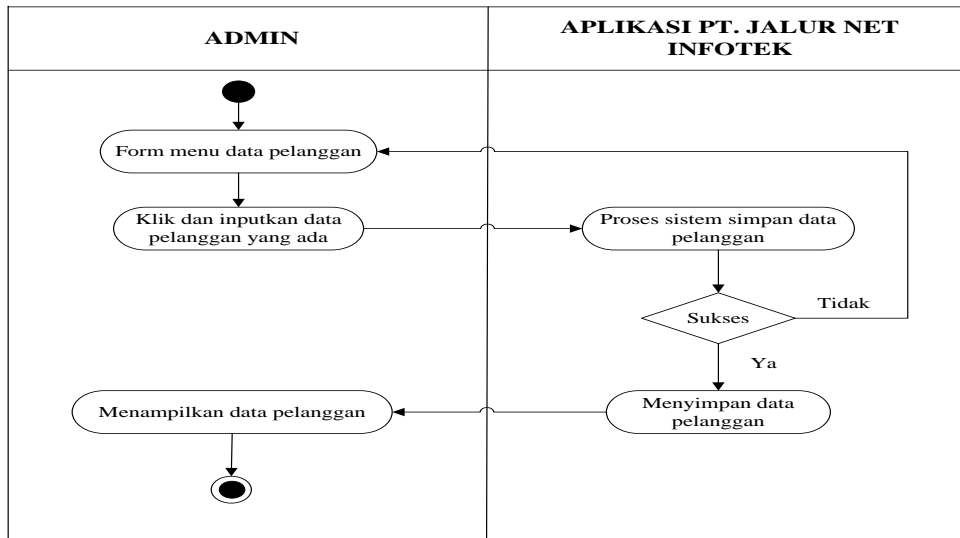 ADMIN
APLIKASI PT. JALUR NET
INFOTEK
Form menu data pelanggan
Klik dan inputkan data
pelanggan yang ada
Proses sistem simpan data
pelanggan
Sukses
Tidak
Ya
Menyimpan data
pelanggan
Menampilkan data pelanggan